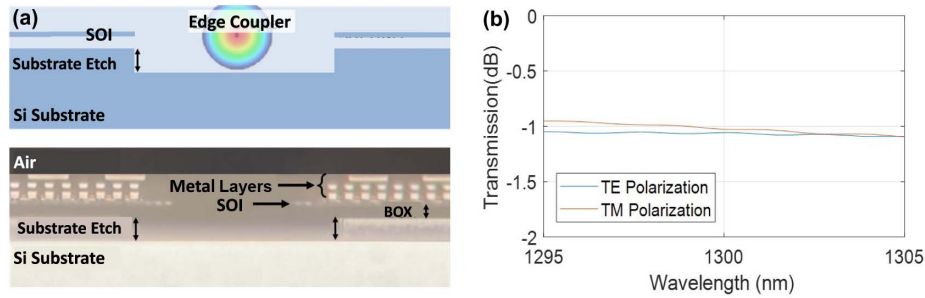 (a)
Edge Coupler
SOI
Substrate Etch
Si Substrate
Air
Metal Layers
SOI
BOX
Substrate Etch
Si Substrate
(b)
Transmission(dB)
0
-0.5
-1
-1.5
-2
TE Polarization
TM Polarization
1295
1300
1305
Wavelength (nm)